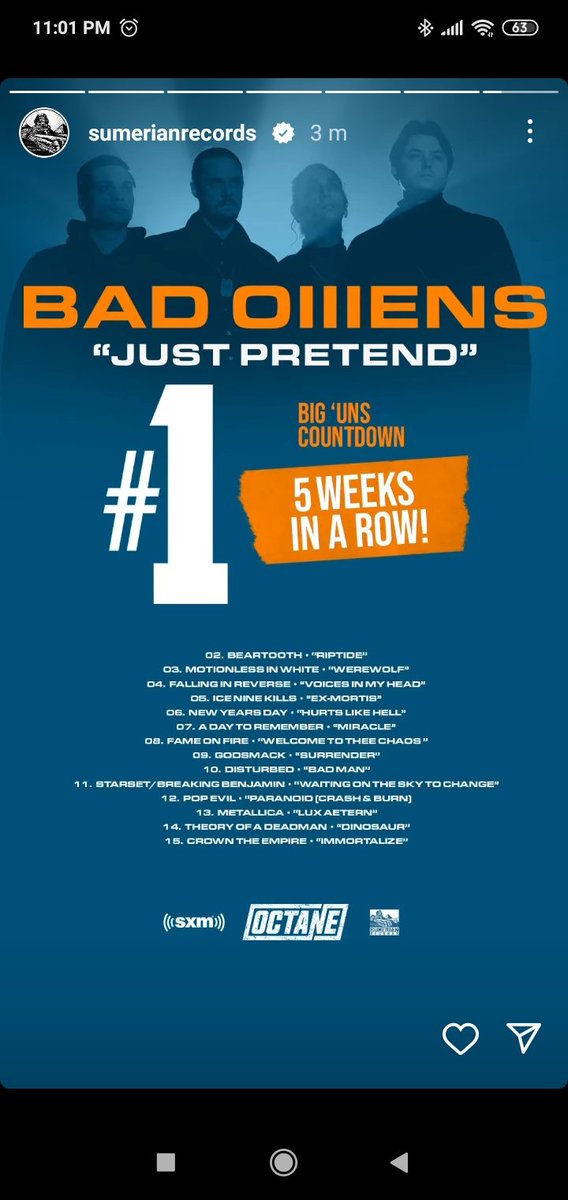 11:01 PM
63
sumerianrecords 3 m
BAD OIIIENS
“JUST PRETEND”
#1
BIG ‘UNS
COUNTDOWN
5 WEEKS
IN A ROW!
02. BEARTOOTH • “RIPTIDE”
03. MOTIONLESS IN WHITE • “WEREWOLF”
04. FALLING IN REVERSE • “VOICES IN MY HEAD”
05. ICE NINE KILLS • “EX-MORTIS”
06. NEW YEARS DAY • “HURTS LIKE HELL”
07. A DAY TO REMEMBER • “MIRACLE”
08. FAME ON FIRE • “WELCOME TO THEE CHAOS ”
09. GODSMACK • “SURRENDER”
10. DISTURBED • “BAD MAN”
11. STARSET/BREAKING BENJAMIN • “WAITING ON THE SKY TO CHANGE”
12. POP EVIL • “PARANOID (CRASH & BURN)
13. METALLICA • “LUX AETERN”
14. THEORY OF A DEADMAN • “DINOSAUR”
15. CROWN THE EMPIRE • “IMMORTALIZE”
((sxm))
OCTANE
SUMERIAN
RECORDS